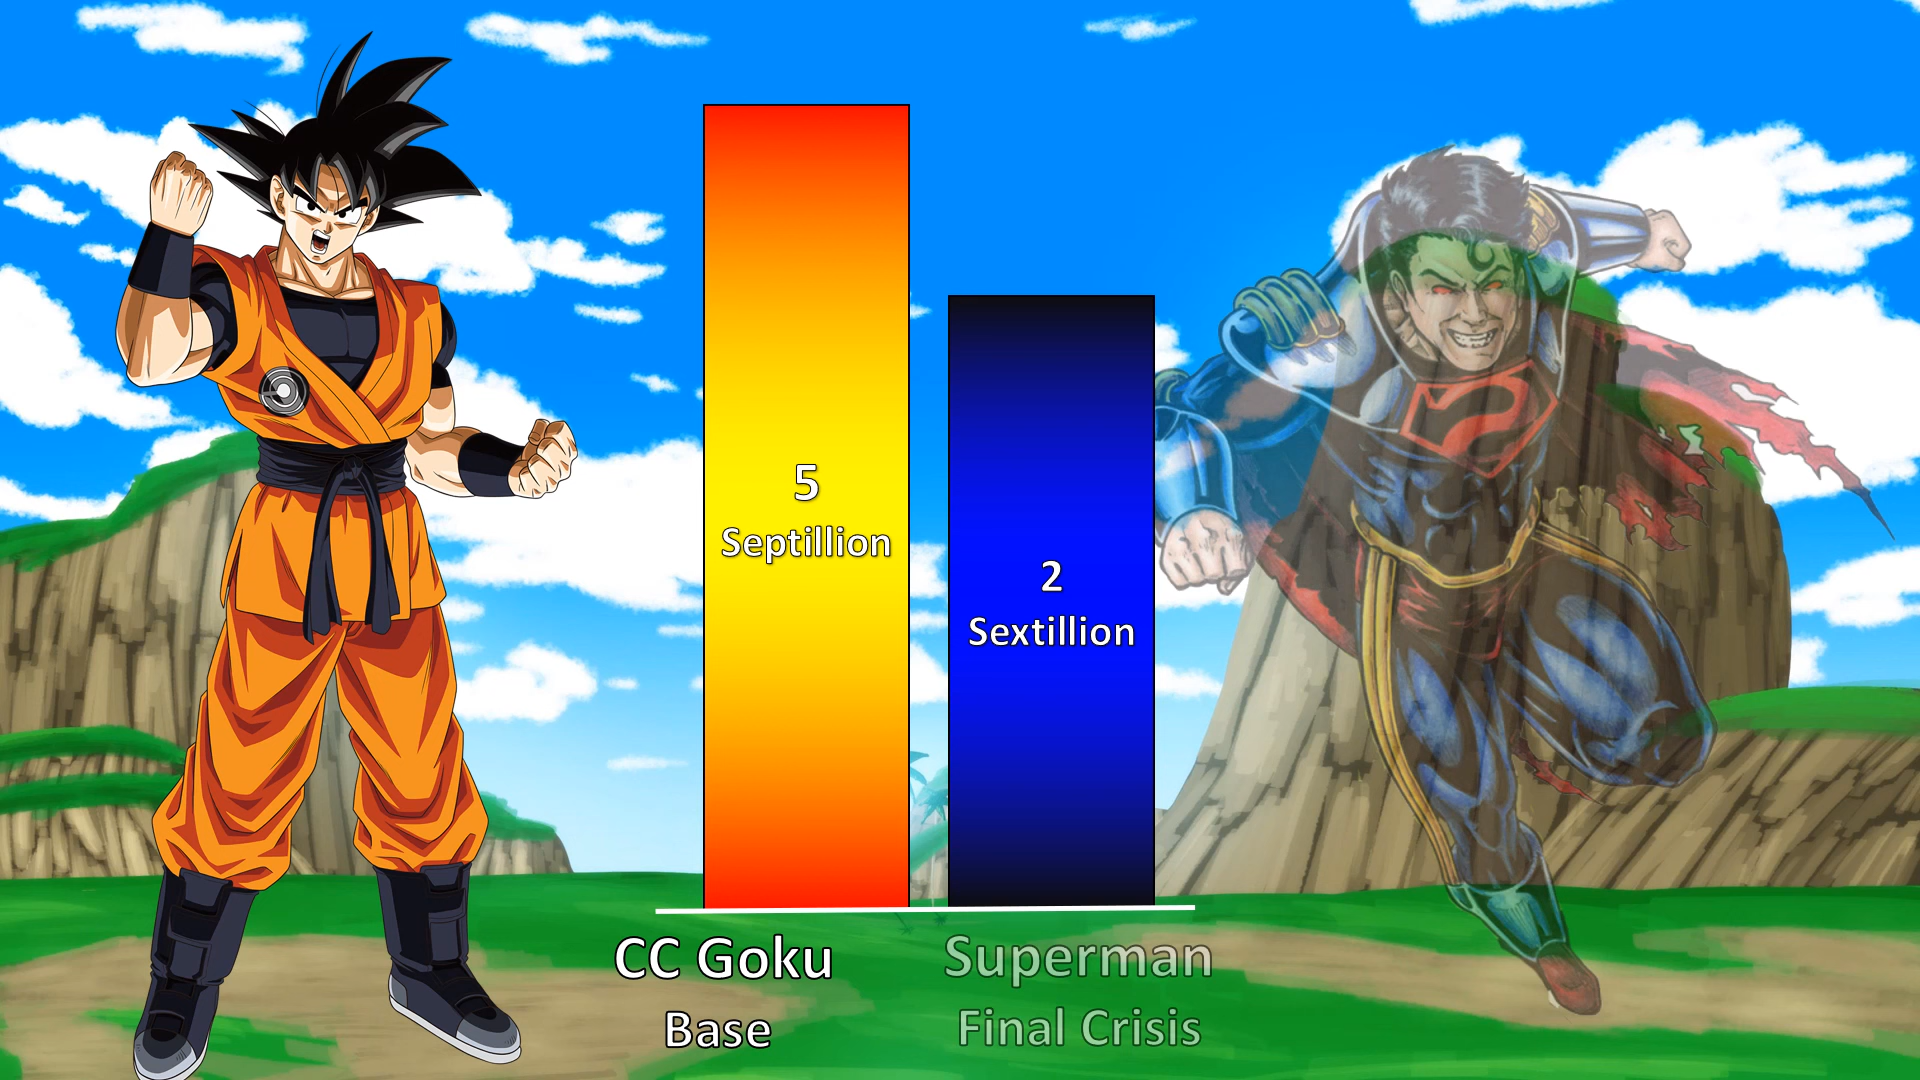 5
Septillion
2
Sextillion
CC Goku
Base
Superman
Final Crisis